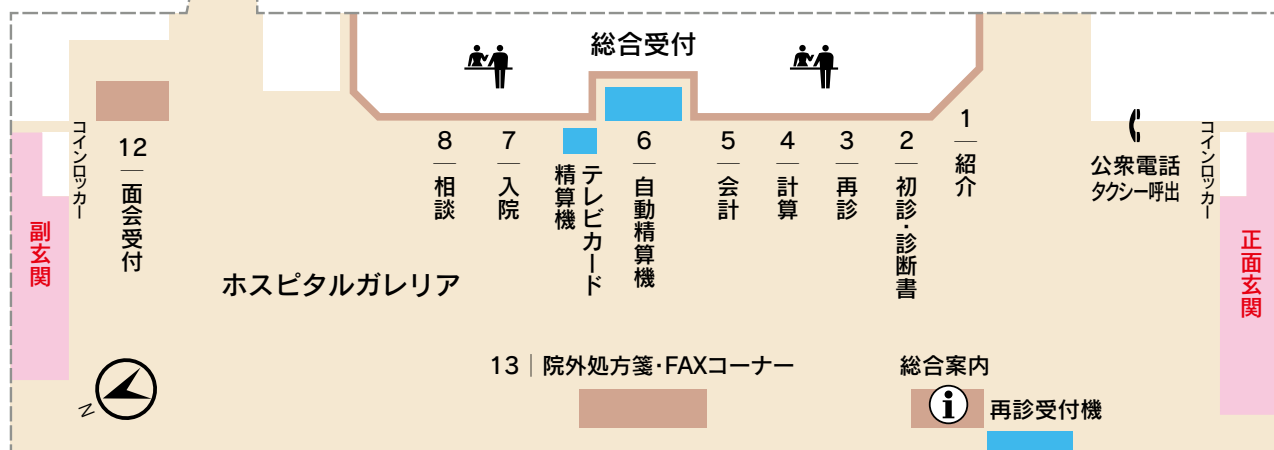 総合受付
コインロッカー
12
面会受付
副玄関
8
相談
7
入院
テレビカード
精算機
6
自動精算機
5
会計
4
計算
3
再診
2
初診・診断書
1
紹介
公衆電話
タクシー呼出
コインロッカー
正面玄関
ホスピタルガレリア
13｜院外処方箋・FAXコーナー
総合案内
i
再診受付機
N